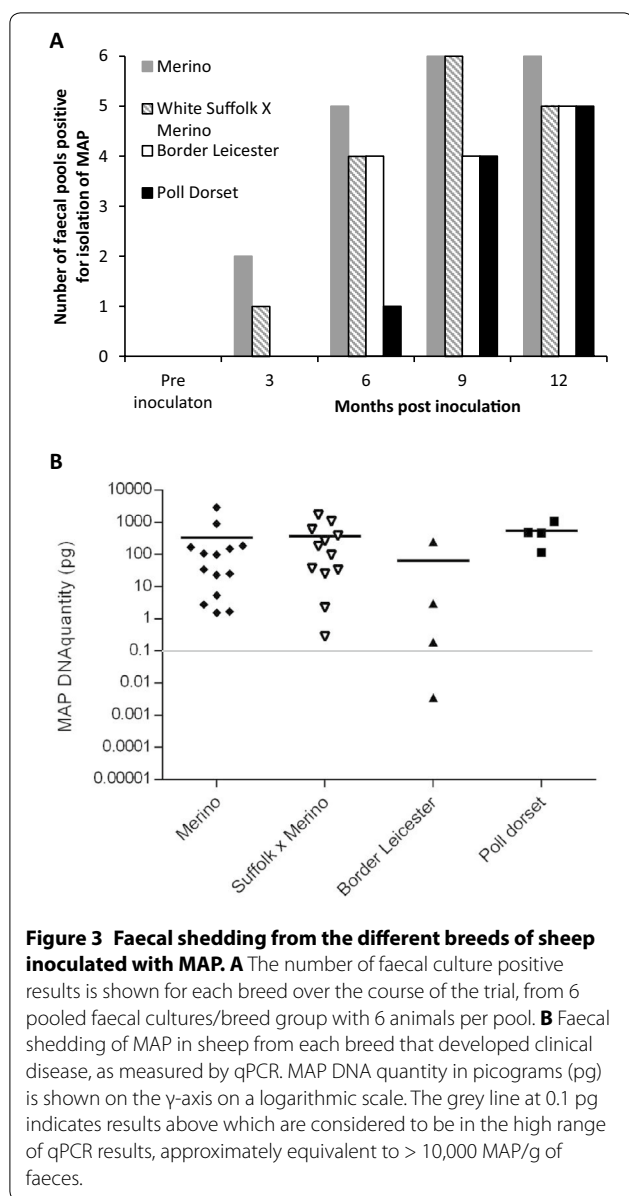 A
Nunber of faecal pools positive
for isolation of MAP
6
5
4
3
2
1
0
Merino
White Suffolk X
Merino
Border Leicester
Poll Dorset
Pre
inoculaton
3
6
9
12
Months post inoculation
B
MAP DNAquantity (pg)
10000
1000
100
10
1
0.1
0.01
0.001
0.0001
0.00001
Merino
Suffolk x Merino
Border Leicester
Poll dorset
Figure 3 Faecal shedding from the different breeds of sheep
inoculated with MAP. A The number of faecal culture positive
results is shown for each breed over the course of the trial, from 6
pooled faecal cultures/breed group with 6 animals per pool. B Faecal
shedding of MAP in sheep from each breed that developed clinical
disease, as measured by qPCR. MAP DNA quantity in picograms (pg)
is shown on the γ-axis on a logarithmic scale. The grey line at 0.1 pg
indicates results above which are considered to be in the high range
of qPCR results, approximately equivalent to > 10,000 MAP/g of
faeces.